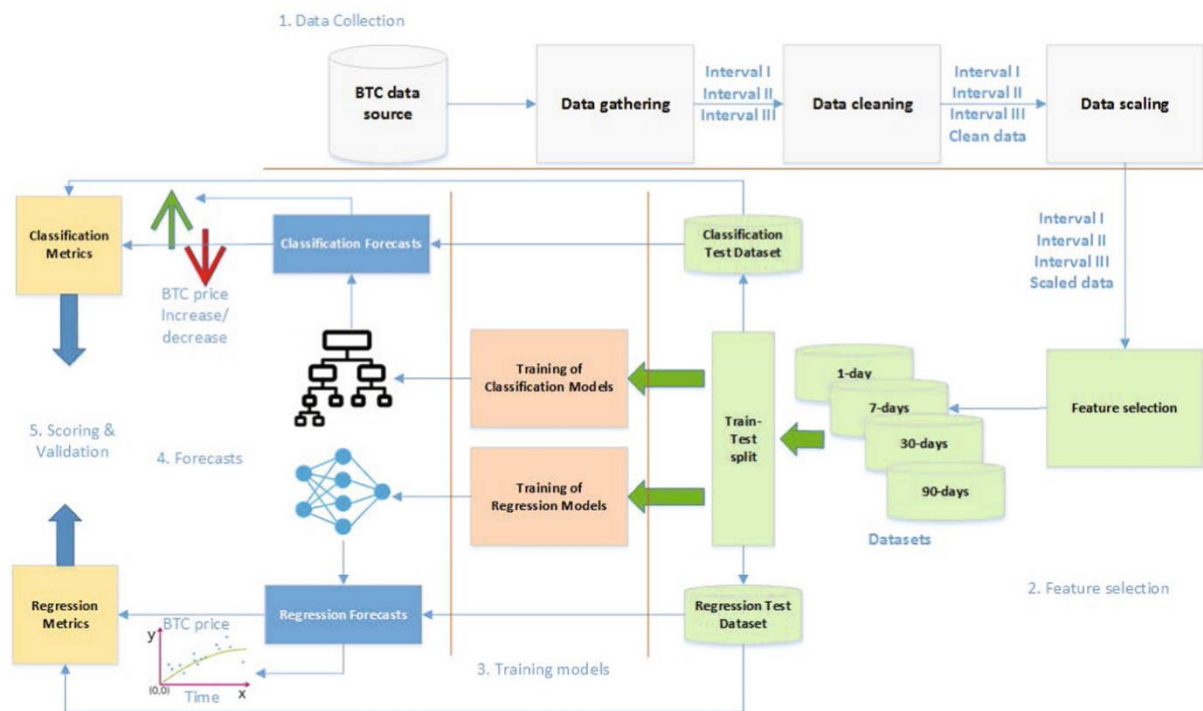 1. Data Collection
BTC data
source
Data gathering
Interval I
Interval II
Interval III
Data cleaning
Interval I
Interval II
Interval III
Clean data
Data scaling
Interval I
Interval II
Interval III
Scaled data
Classification
Metrics
Classification Forecasts
Classification
Test Dataset
BTC price
Increase/
decrease
Training of
Classification Models
Train-
Test
split
1-day
7-days
30-days
90-days
Datasets
Feature selection
5. Scoring &
Validation
4. Forecasts
Training of
Regression Models
2. Feature selection
Regression
Metrics
Regression Forecasts
Regression Test
Dataset
BTC price
y
(0,0)
Time
x
3. Training models